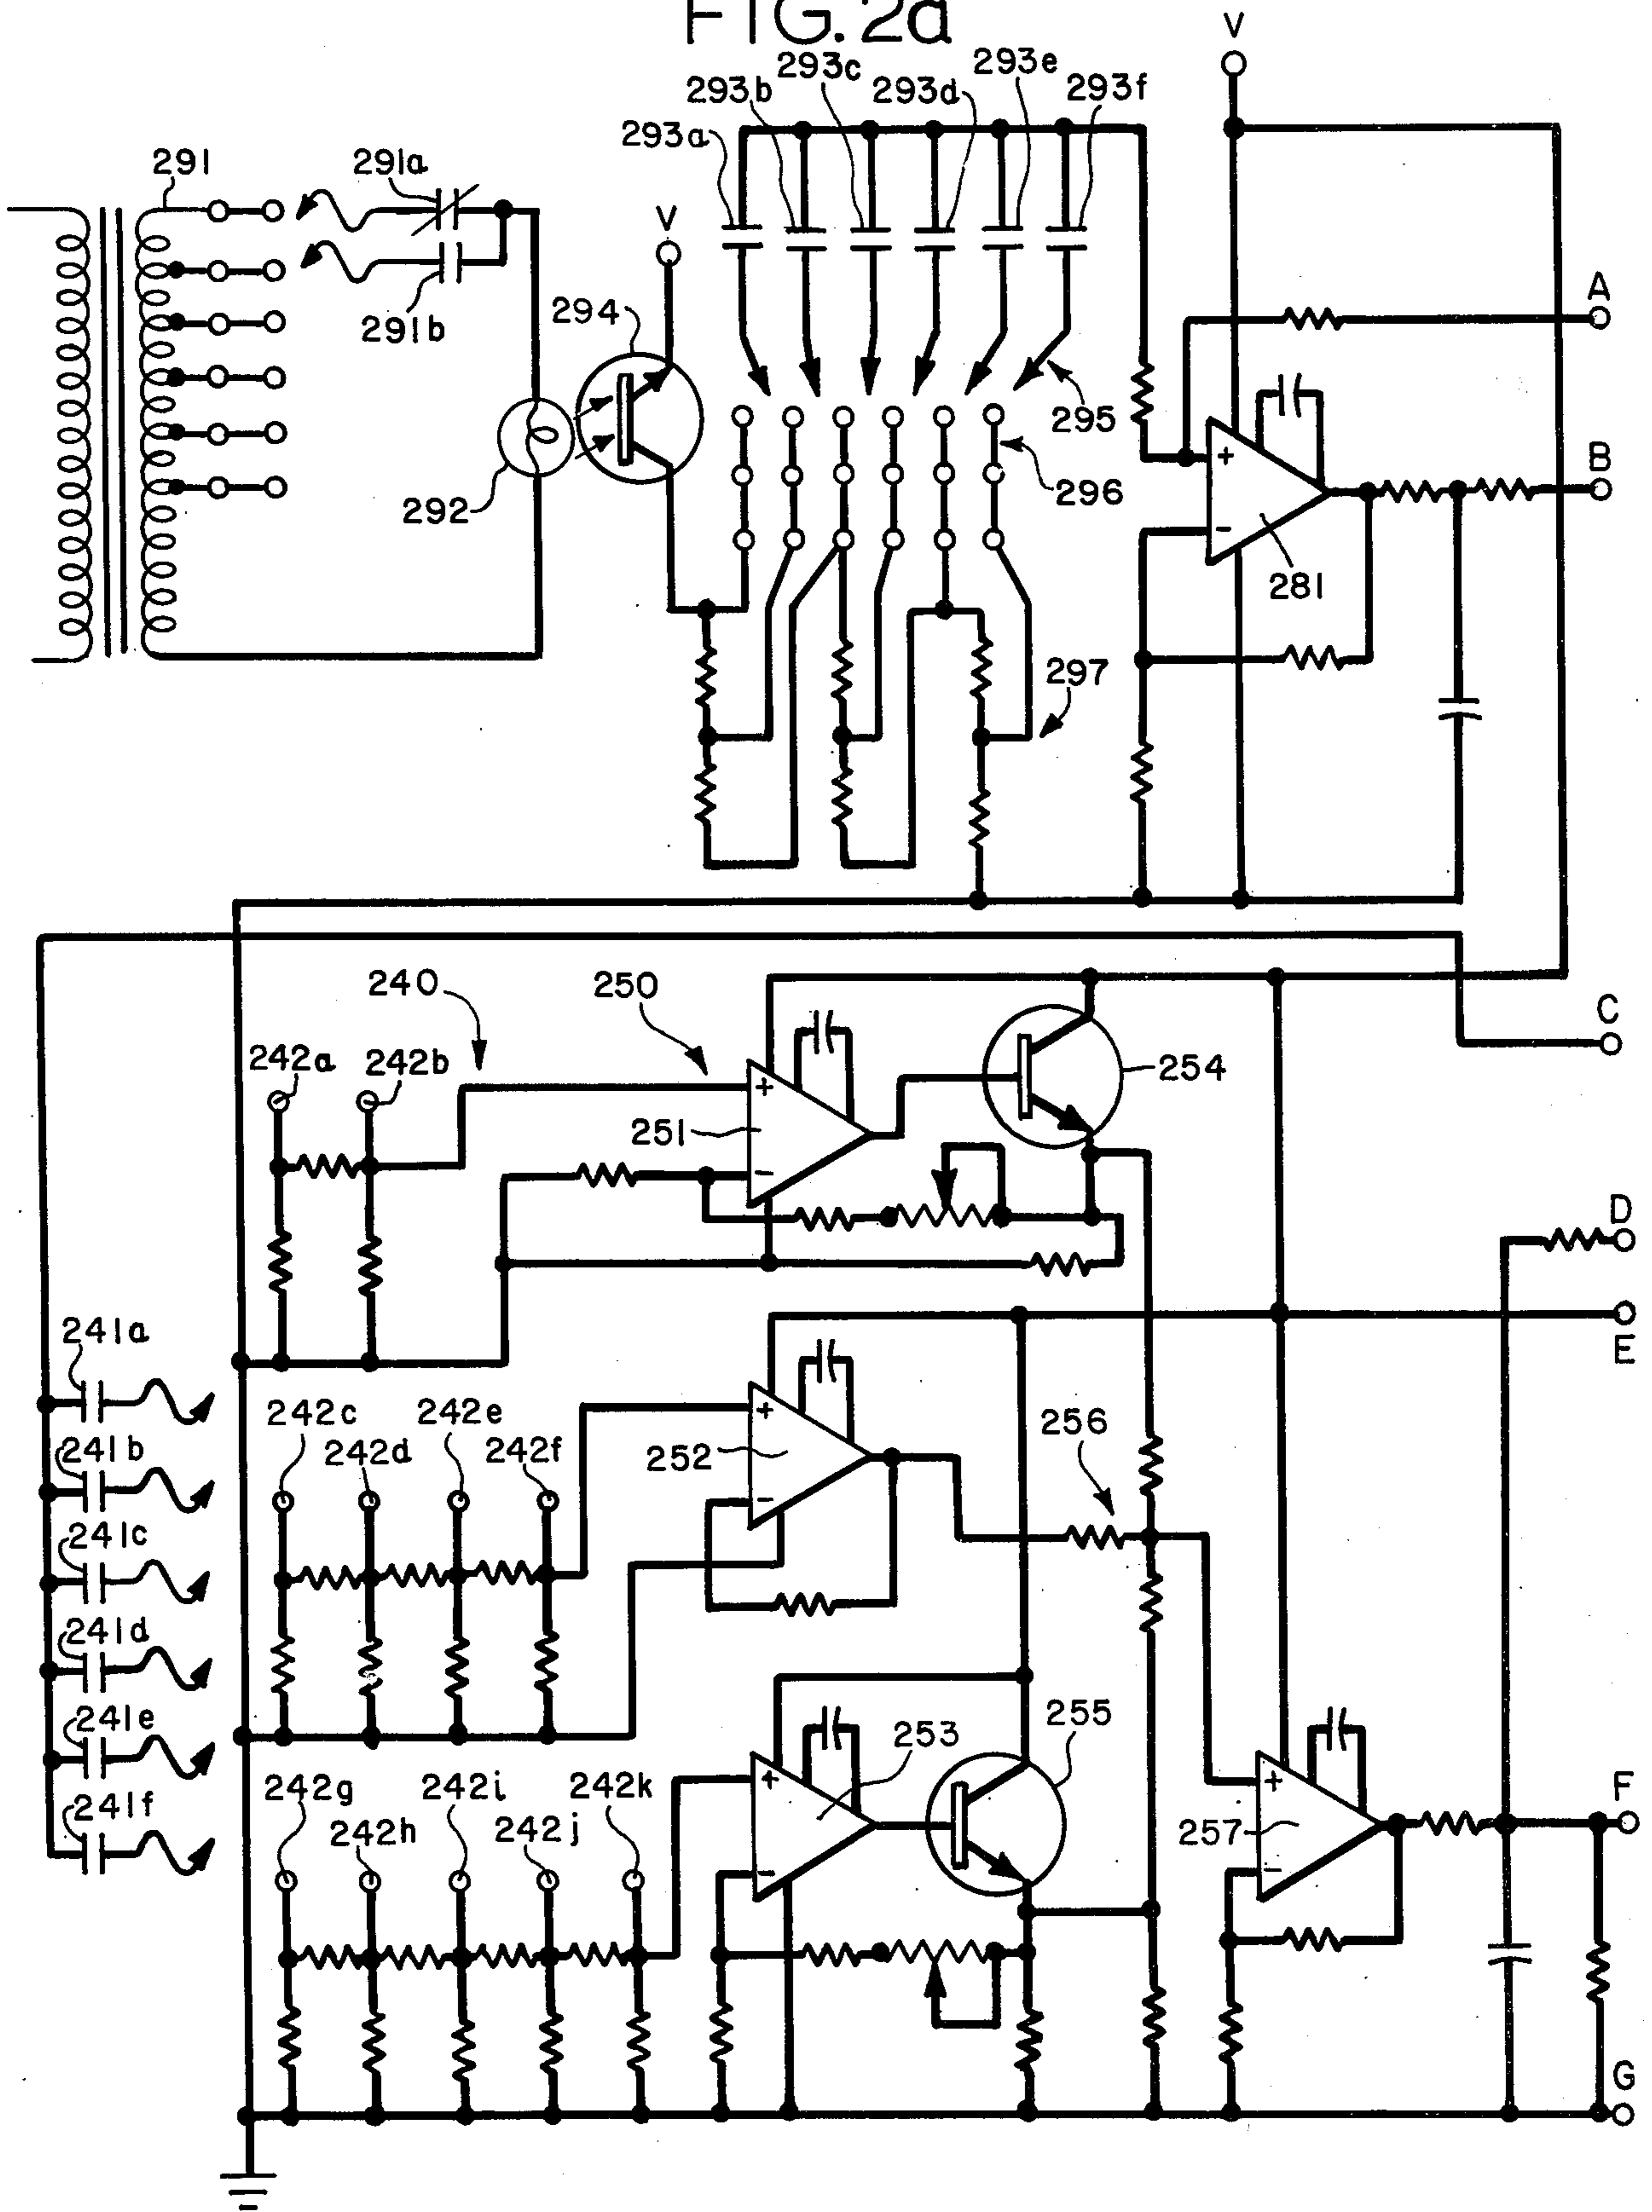 FIG. 2a
V
293c
293e
293b
293d
293f
293a
291
291a
V
A
294
291b
295
B
+
296
292
−
281
297
240
250
C
242a
242b
254
+
251
−
D
E
241a
242c
242e
256
+
241b
242d
242f
252
−
241c
241d
241e
253
255
242g
242i
242k
+
+
F
241f
242h
242j
257
−
−
G